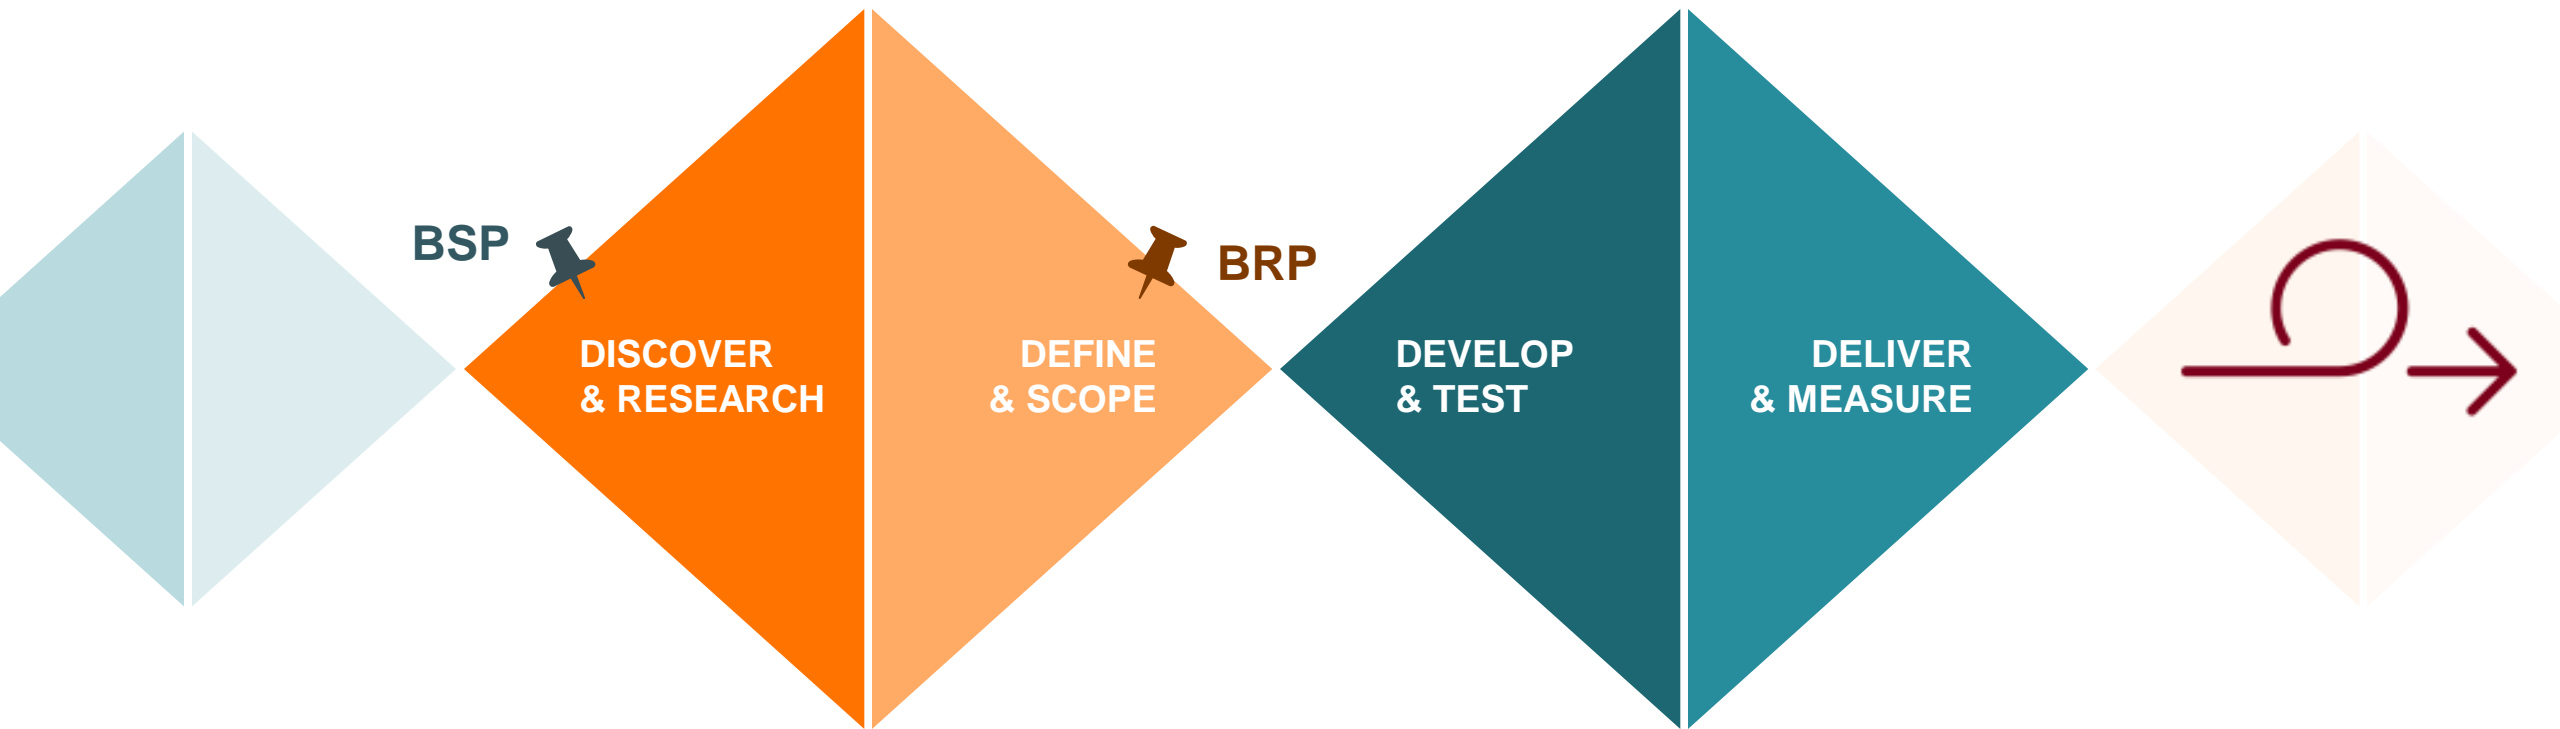 BSP
BRP
DISCOVER
& RESEARCH
DEFINE
& SCOPE
DEVELOP
& TEST
DELIVER
& MEASURE